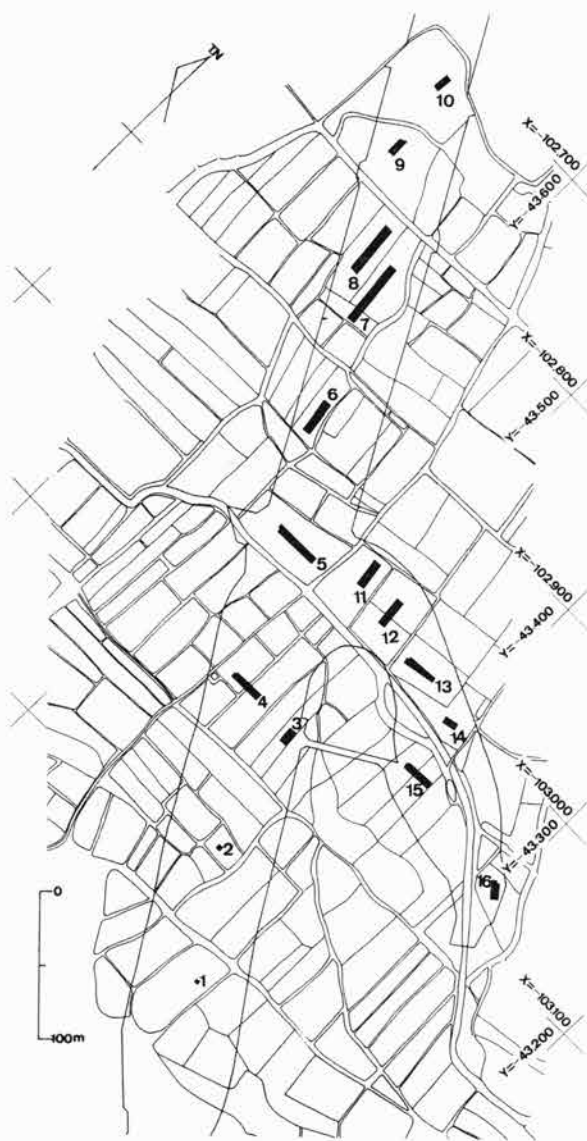 T.N
10
X= -102.700
9
Y= -43.600
8
7
X= -102.800
6
Y= -43.500
5
X= -102.900
11
12
Y= -43.400
13
4
3
14
15
X= -103.000
2
Y= -43.300
16
0
1
X= -103.100
100m
Y= -43.200